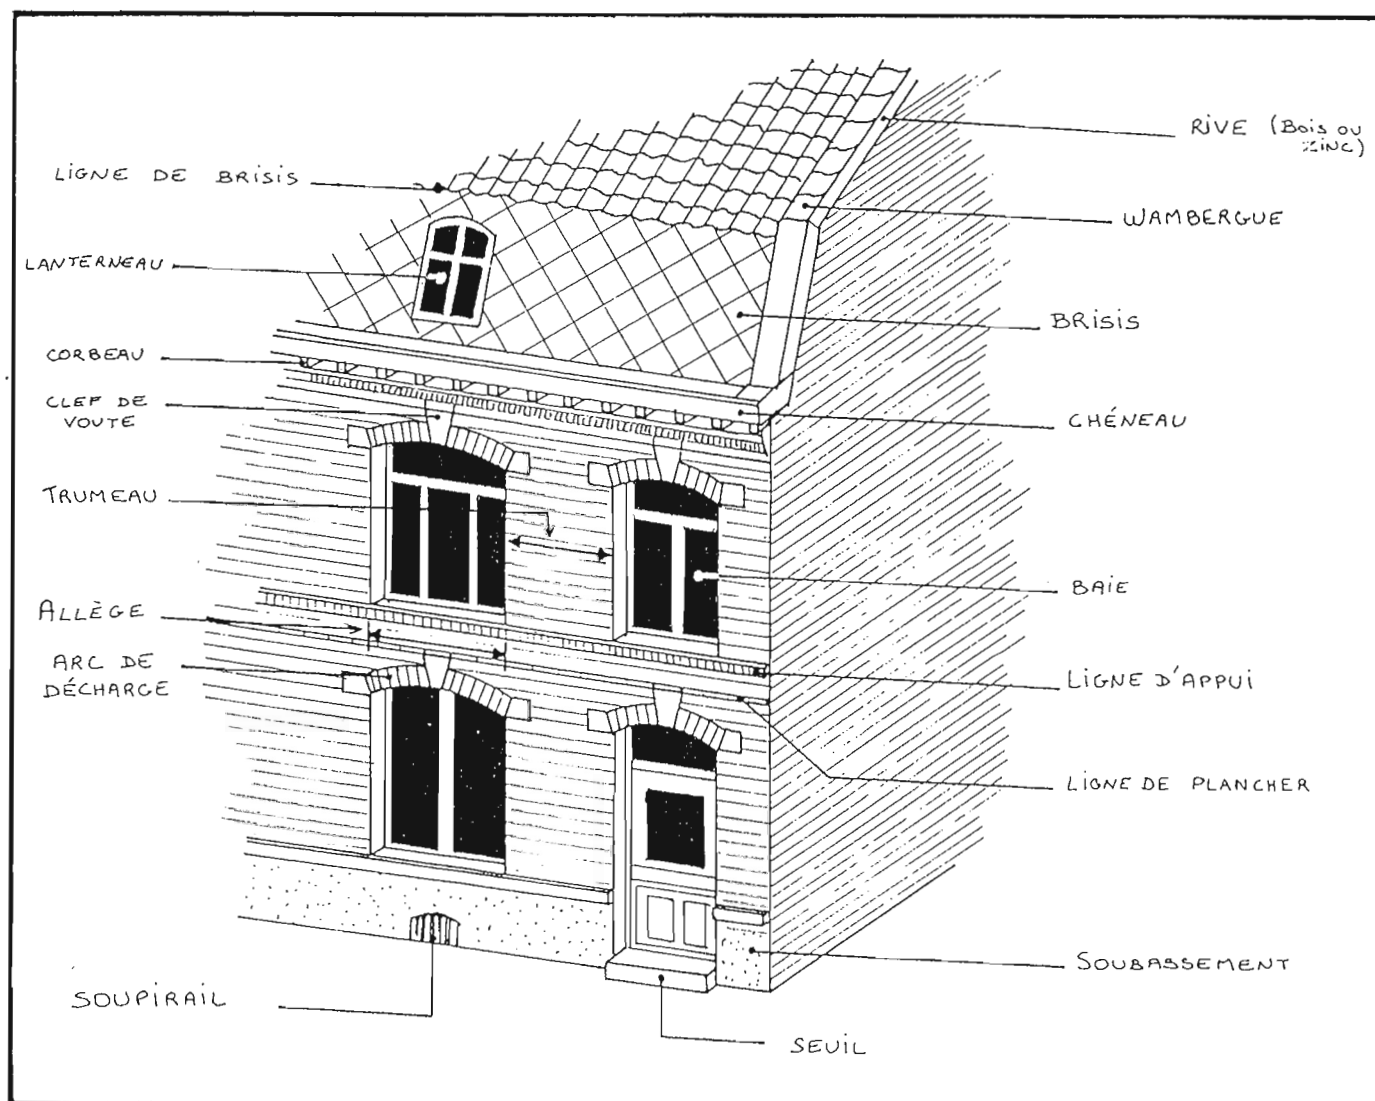 LIGNE DE BRISIS
LANTERNEAU
CORBEAU
CLEF DE
VOUTE
TRUMEAU
ALLÈGE
ARC DE
DÉCHARGE
SOUPIRAIL
RIVE (BOIS OU
ZINC)
WAMBERGUE
BRISIS
CHÉNEAU
BAIE
LIGNE D'APPUI
LIGNE DE PLANCHER
SOUBASSEMENT
SEUIL